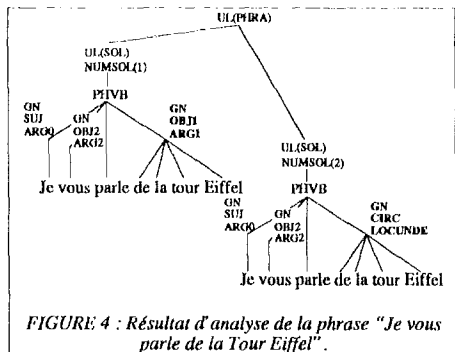 UL(PHRA)
UL(SOL)
NUMSOL(1)
PHVB
GN
SUJ
ARG0
GN
OBJ2
ARG2
GN
OBJ1
ARG1
Je vous parle de la tour Eiffel
UL(SOL)
NUMSOL(2)
PHVB
GN
SUJ
ARG0
GN
OBJ2
ARG2
GN
CIRC
LOCUNDE
Je vous parle de la tour Eiffel
FIGURE 4 : Résultat d'analyse de la phrase "Je vous
parle de la Tour Eiffel".